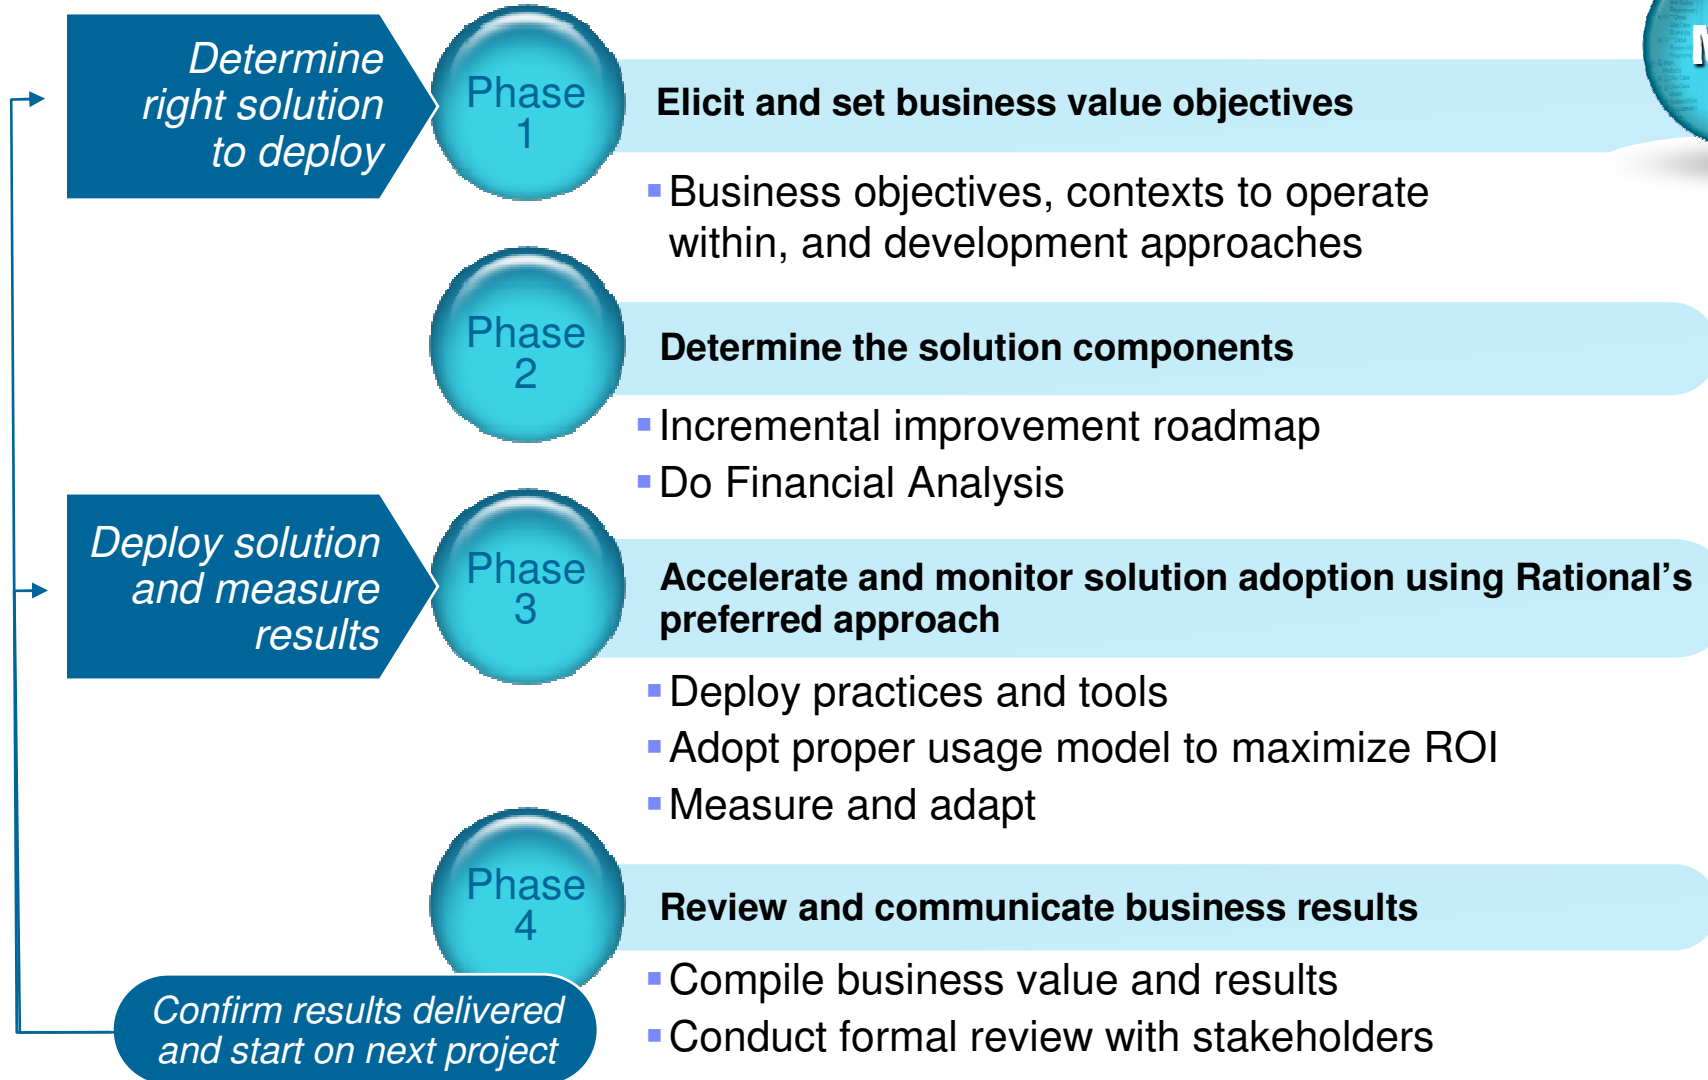 Determine
right solution
to deploy
Phase
1
Elicit and set business value objectives
▪Business objectives, contexts to operate
within, and development approaches
Phase
2
Determine the solution components
▪Incremental improvement roadmap
▪Do Financial Analysis
Deploy solution
and measure
results
Phase
3
Accelerate and monitor solution adoption using Rational’s
preferred approach
▪Deploy practices and tools
▪Adopt proper usage model to maximize ROI
▪Measure and adapt
Phase
4
Review and communicate business results
▪Compile business value and results
▪Conduct formal review with stakeholders
Confirm results delivered
and start on next project